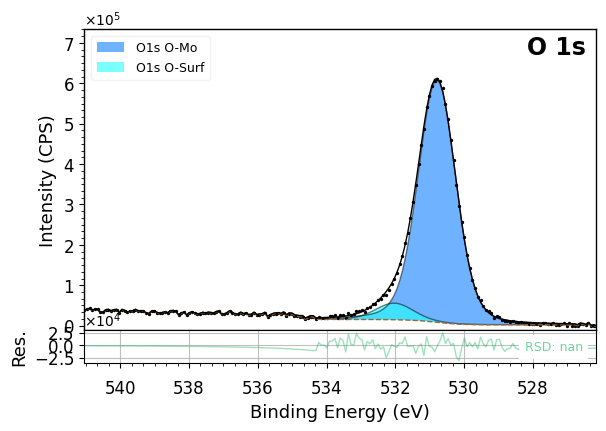 ×10⁵
O 1s
O1s O-Mo
O1s O-Surf
7
6
5
4
3
2
1
0
Intensity (CPS)
×10⁴
2.5
0.0
−2.5
Res.
RSD: nan
540 538 536 534 532 530 528
Binding Energy (eV)